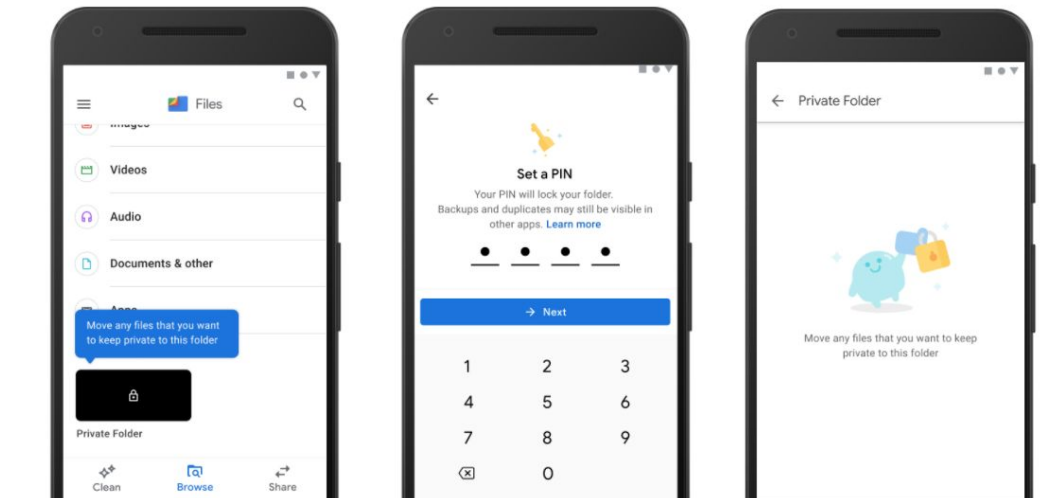 Files
Images
Videos
Audio
Documents & other
Apps
Move any files that you want
to keep private to this folder
Private Folder
Clean
Browse
Share
Set a PIN
Your PIN will lock your folder.
Backups and duplicates may still be visible in
other apps. Learn more
Next
1 2 3
4 5 6
7 8 9
0
Private Folder
Move any files that you want to keep
private to this folder